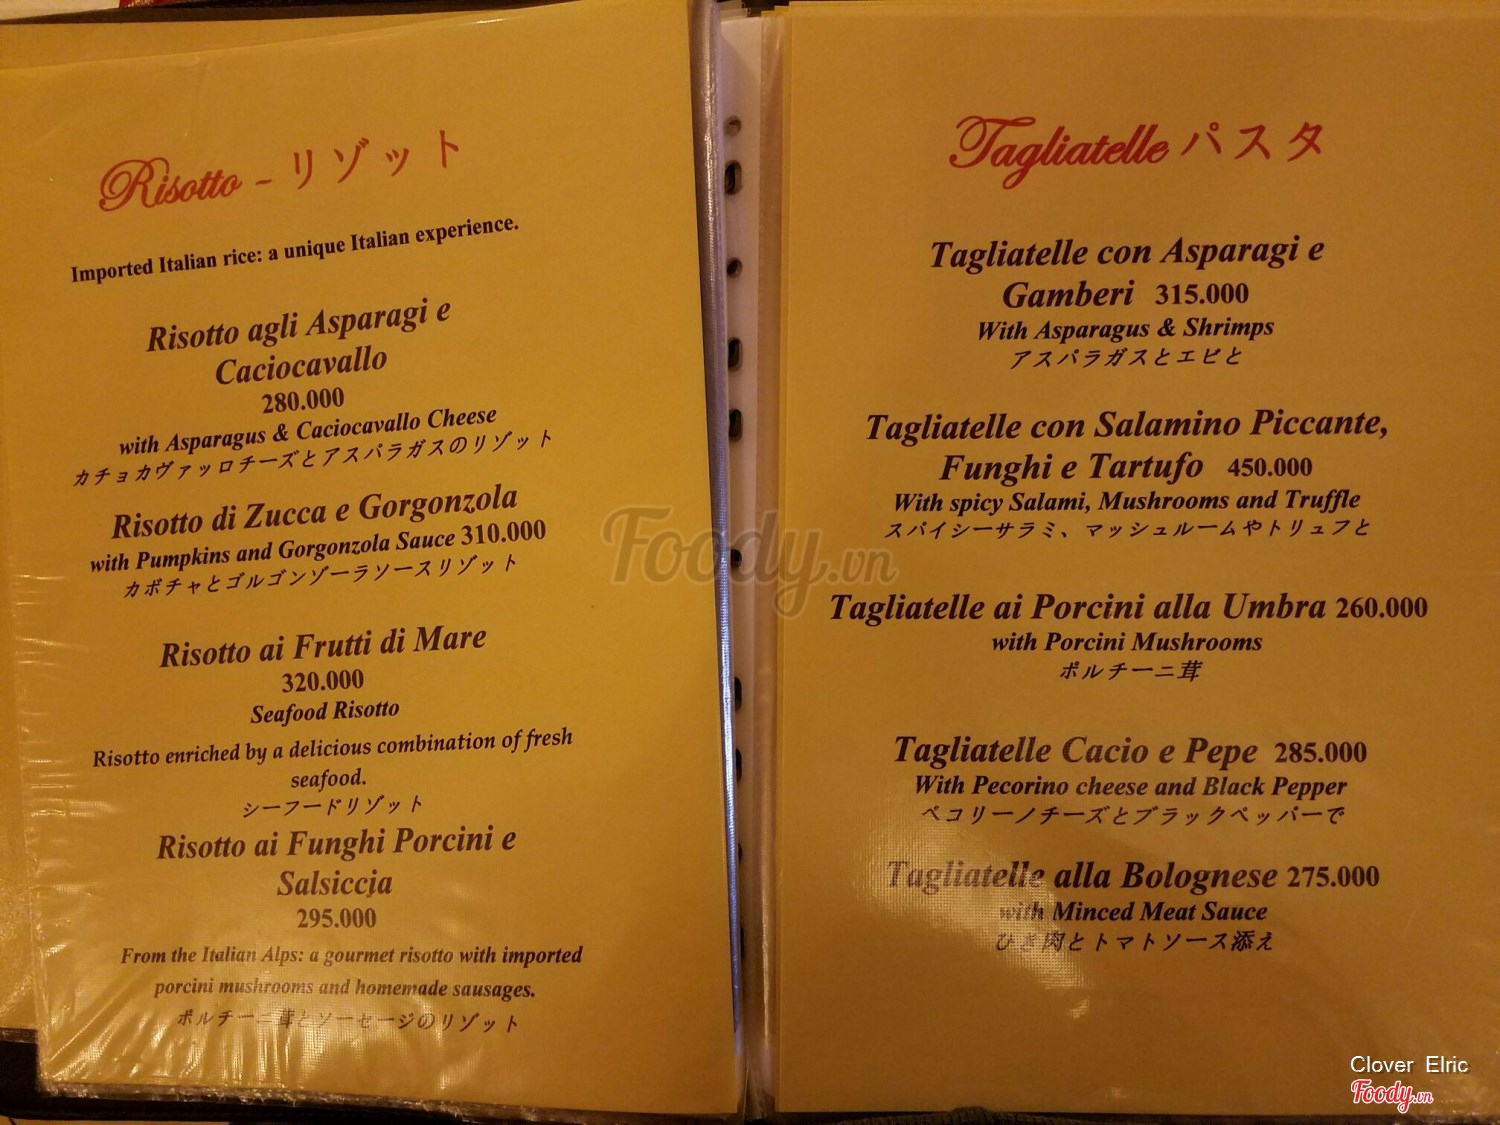 Risotto - リゾット
Imported Italian rice: a unique Italian experience.
Risotto agli Asparagi e
Caciocavallo
280.000
with Asparagus & Caciocavallo Cheese
カチョカヴァッロチーズとアスパラガスのリゾット
Risotto di Zucca e Gorgonzola
with Pumpkins and Gorgonzola Sauce 310.000
カボチャとゴルゴンゾーラソースリゾット
Risotto ai Frutti di Mare
320.000
Seafood Risotto
Risotto enriched by a delicious combination of fresh
seafood.
シーフードリゾット
Risotto ai Funghi Porcini e
Salsiccia
295.000
From the Italian Alps: a gourmet risotto with imported
porcini mushrooms and homemade sausages.
ポルチーニ茸とソーセージのリゾット
Tagliatelle パスタ
Tagliatelle con Asparagi e
Gamberi 315.000
With Asparagus & Shrimps
アスパラガスとエビと
Tagliatelle con Salamino Piccante,
Funghi e Tartufo 450.000
With spicy Salami, Mushrooms and Truffle
スパイシーサラミ、マッシュルームやトリュフと
Tagliatelle ai Porcini alla Umbra 260.000
with Porcini Mushrooms
ポルチーニ茸
Tagliatelle Cacio e Pepe 285.000
With Pecorino cheese and Black Pepper
ペコリーノチーズとブラックペッパーで
Tagliatelle alla Bolognese 275.000
with Minced Meat Sauce
ひき肉とトマトソース添え
Foody.vn
Clover Elric
Foody.vn